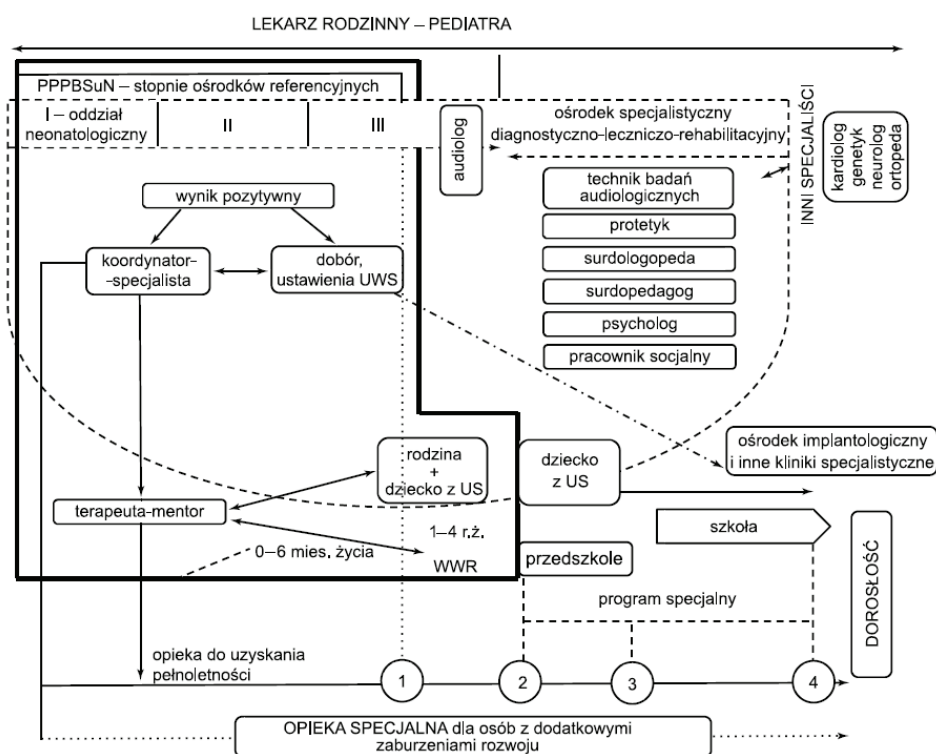 LEKARZ RODZINNY – PEDIATRA
PPPBSuN – stopnie ośrodków referencyjnych
I – oddział
neonatologiczny
II
III
audiolog
ośrodek specjalistyczny
diagnostyczno-leczniczo-rehabilitacyjny
INNI SPECJALIŚCI
kardiolog
genetyk
neurolog
ortopeda
technik badań
audiologicznych
protetyk
surdologopeda
surdopedagog
psycholog
pracownik socjalny
wynik pozytywny
koordynator-
-specjalista
dobór,
ustawienia UWS
rodzina
+
dziecko z US
dziecko
z US
ośrodek implantologiczny
i inne kliniki specjalistyczne
terapeuta-mentor
szkoła
0–6 mies. życia
1–4 r.ż.
WWR
przedszkole
program specjalny
DOROSŁOŚĆ
opieka do uzyskania
pełnoletności
1
2
3
4
OPIEKA SPECJALNA dla osób z dodatkowymi
zaburzeniami rozwoju